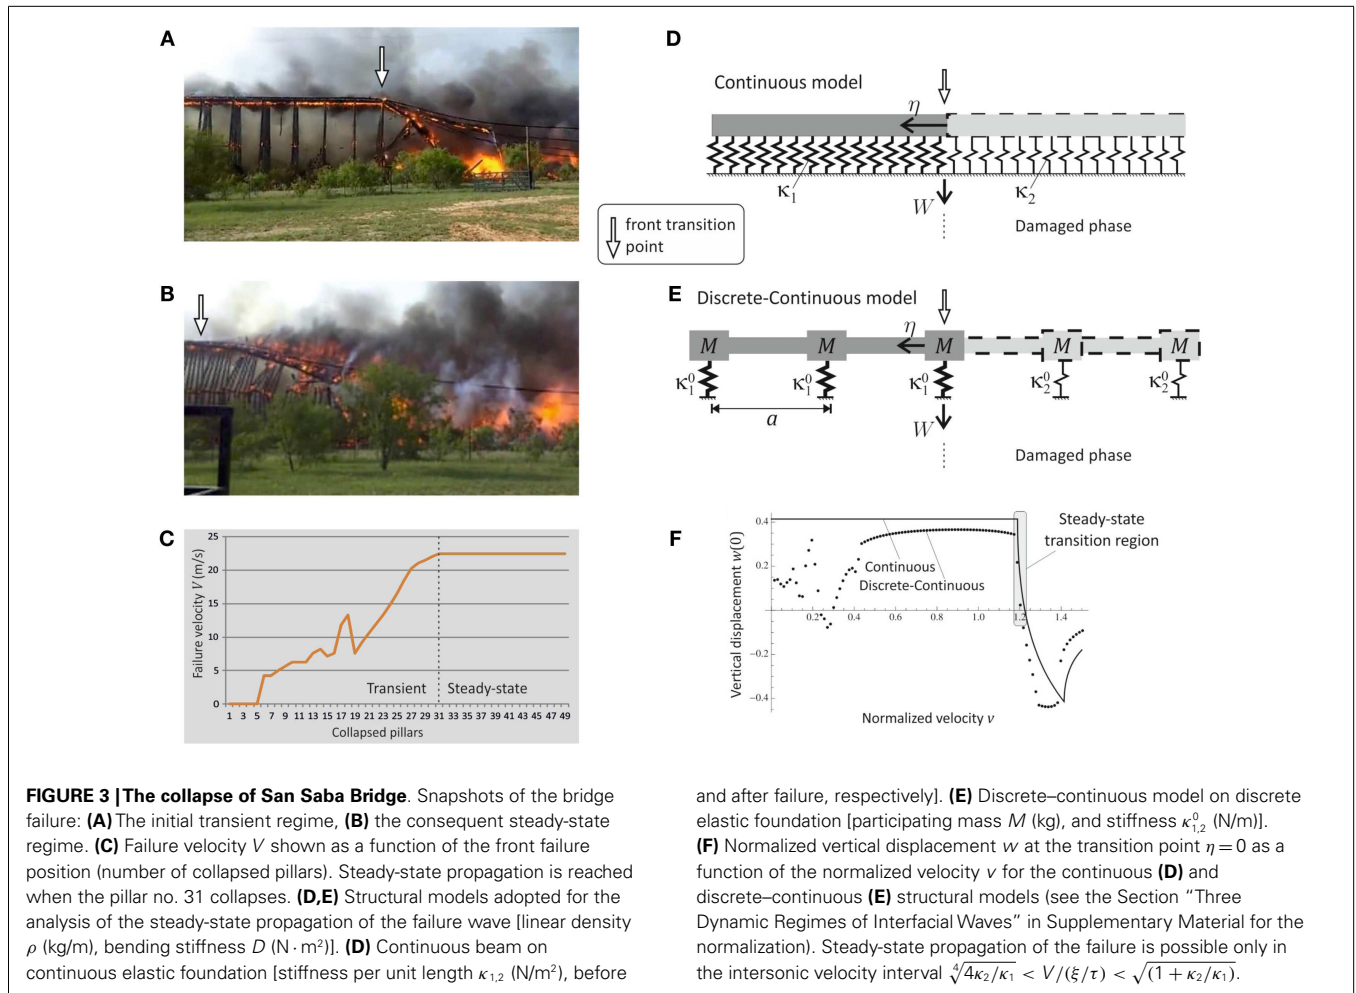 A
B
front transition
point
C
Failure velocity V (m/s)
25
20
15
10
5
0
Transient
Steady-state
1 3 5 7 9 11 13 15 17 19 21 23 25 27 29 31 33 35 37 39 41 43 45 47 49
Collapsed pillars
D
Continuous model
η
κ1
κ2
W
Damaged phase
E
Discrete-Continuous model
η
M M M M M
κ₁⁰ κ₁⁰ κ₁⁰ κ₂⁰ κ₂⁰
a
W
Damaged phase
F
Steady-state
transition region
Vertical displacement w(0)
0.4
0.2
−0.2
−0.4
0.2 0.4 0.6 0.8 1.0 1.2 1.4
Continuous
Discrete-Continuous
Normalized velocity v
FIGURE 3 | The collapse of San Saba Bridge. Snapshots of the bridge
failure: (A) The initial transient regime, (B) the consequent steady-state
regime. (C) Failure velocity V shown as a function of the front failure
position (number of collapsed pillars). Steady-state propagation is reached
when the pillar no. 31 collapses. (D,E) Structural models adopted for the
analysis of the steady-state propagation of the failure wave [linear density
ρ (kg/m), bending stiffness D (N · m²)]. (D) Continuous beam on
continuous elastic foundation [stiffness per unit length κ1,2 (N/m²), before
and after failure, respectively]. (E) Discrete–continuous model on discrete
elastic foundation [participating mass M (kg), and stiffness κ⁰1,2 (N/m)].
(F) Normalized vertical displacement w at the transition point η = 0 as a
function of the normalized velocity v for the continuous (D) and
discrete–continuous (E) structural models (see the Section “Three
Dynamic Regimes of Interfacial Waves” in Supplementary Material for the
normalization). Steady-state propagation of the failure is possible only in
the intersonic velocity interval ∜4κ2/κ1 < V/(ξ/τ) < √(1 + κ2/κ1).